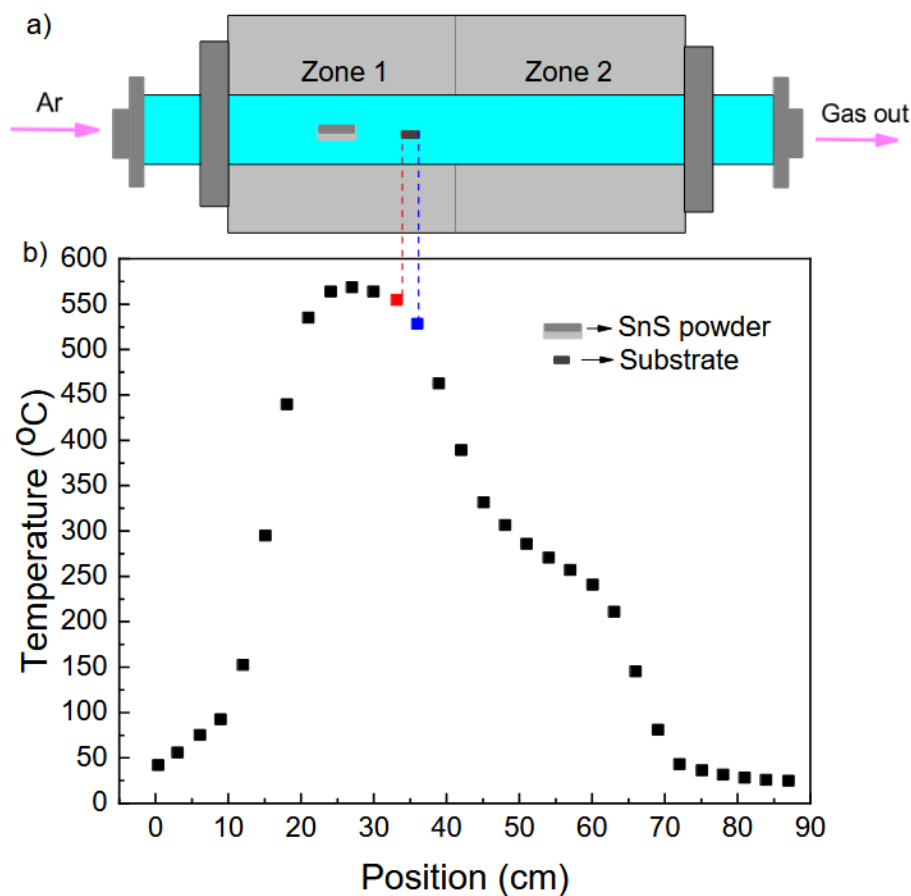 a)
Zone 1
Zone 2
Ar
Gas out
b)
600
550
500
450
400
350
300
250
200
150
100
50
0
Temperature (ºC)
SnS powder
Substrate
0 10 20 30 40 50 60 70 80 90
Position (cm)